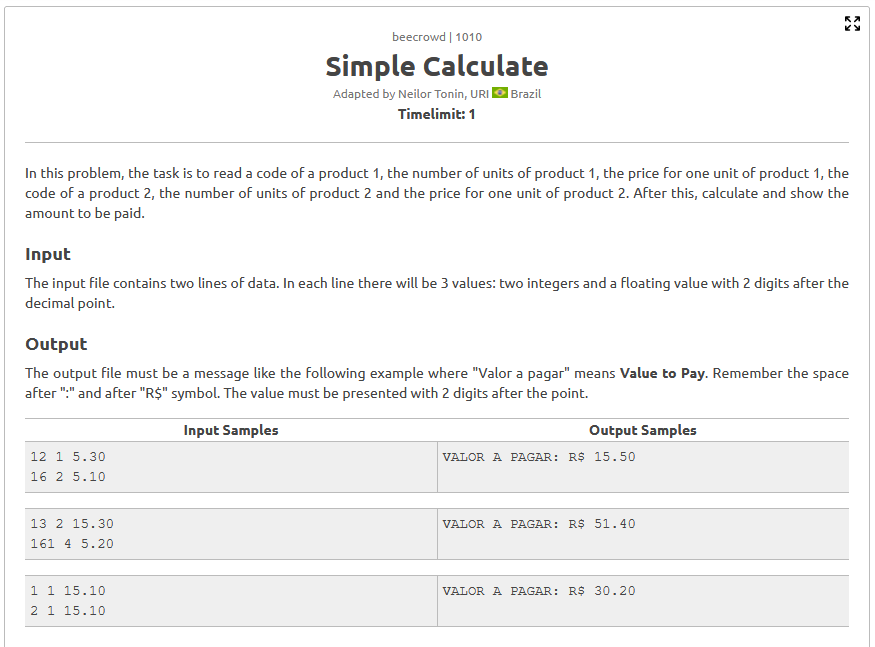 beecrowd | 1010
Simple Calculate
Adapted by Neilor Tonin, URI Brazil
Timelimit: 1
In this problem, the task is to read a code of a product 1, the number of units of product 1, the price for one unit of product 1, the
code of a product 2, the number of units of product 2 and the price for one unit of product 2. After this, calculate and show the
amount to be paid.
Input
The input file contains two lines of data. In each line there will be 3 values: two integers and a floating value with 2 digits after the
decimal point.
Output
The output file must be a message like the following example where "Valor a pagar" means Value to Pay. Remember the space
after ":" and after "R$" symbol. The value must be presented with 2 digits after the point.
Input Samples Output Samples
12 1 5.30 VALOR A PAGAR: R$ 15.50
16 2 5.10
13 2 15.30 VALOR A PAGAR: R$ 51.40
161 4 5.20
1 1 15.10 VALOR A PAGAR: R$ 30.20
2 1 15.10